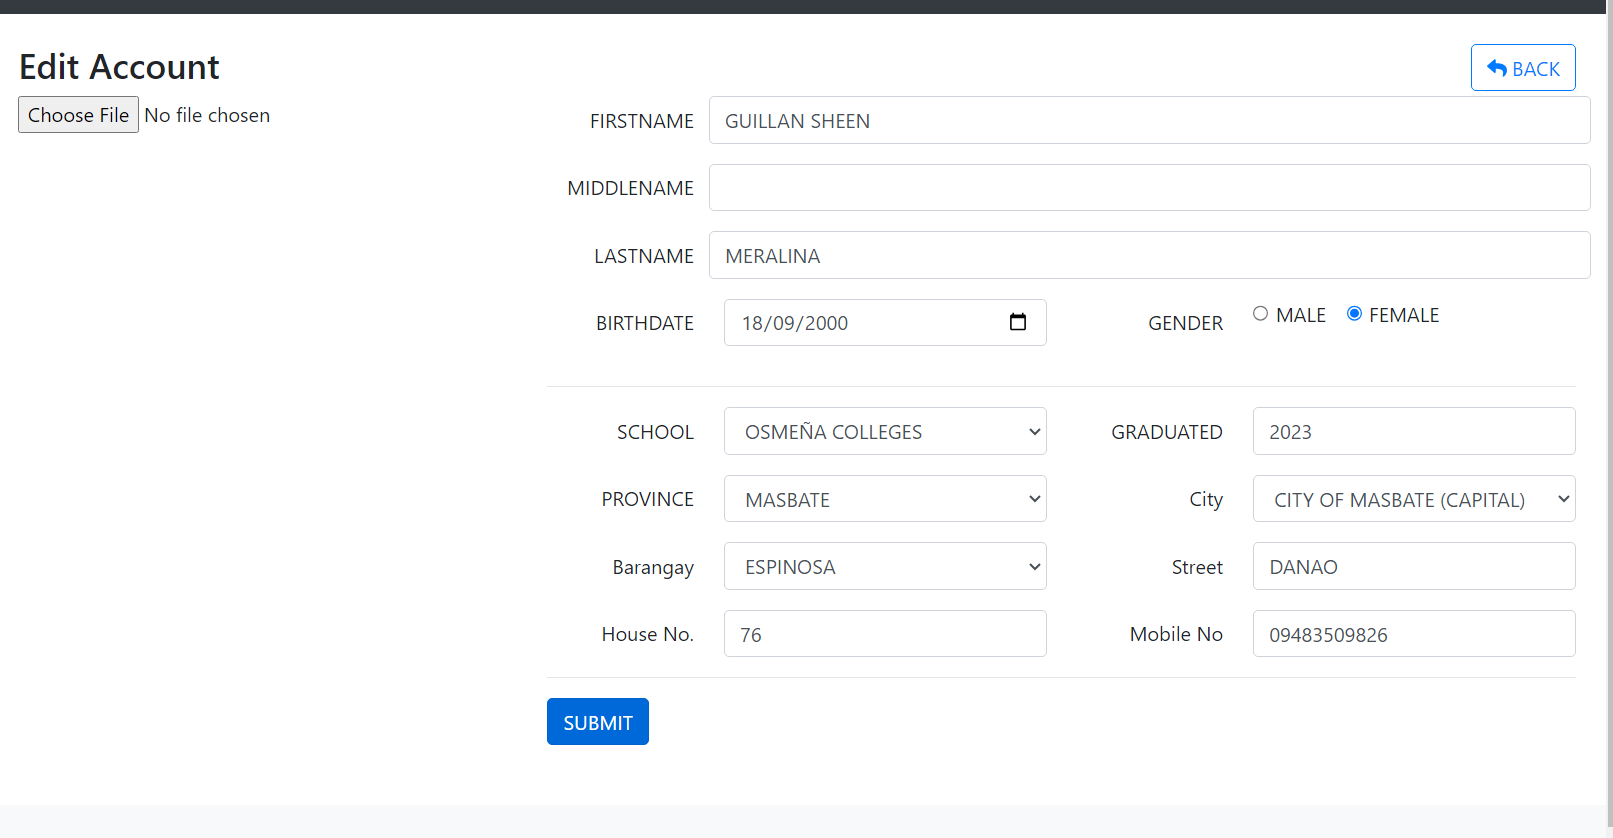 Edit Account
BACK
Choose File No file chosen
FIRSTNAME GUILLAN SHEEN
MIDDLENAME
LASTNAME MERALINA
BIRTHDATE 18/09/2000 GENDER MALE FEMALE
SCHOOL OSMEÑA COLLEGES GRADUATED 2023
PROVINCE MASBATE City CITY OF MASBATE (CAPITAL)
Barangay ESPINOSA Street DANAO
House No. 76 Mobile No 09483509826
SUBMIT